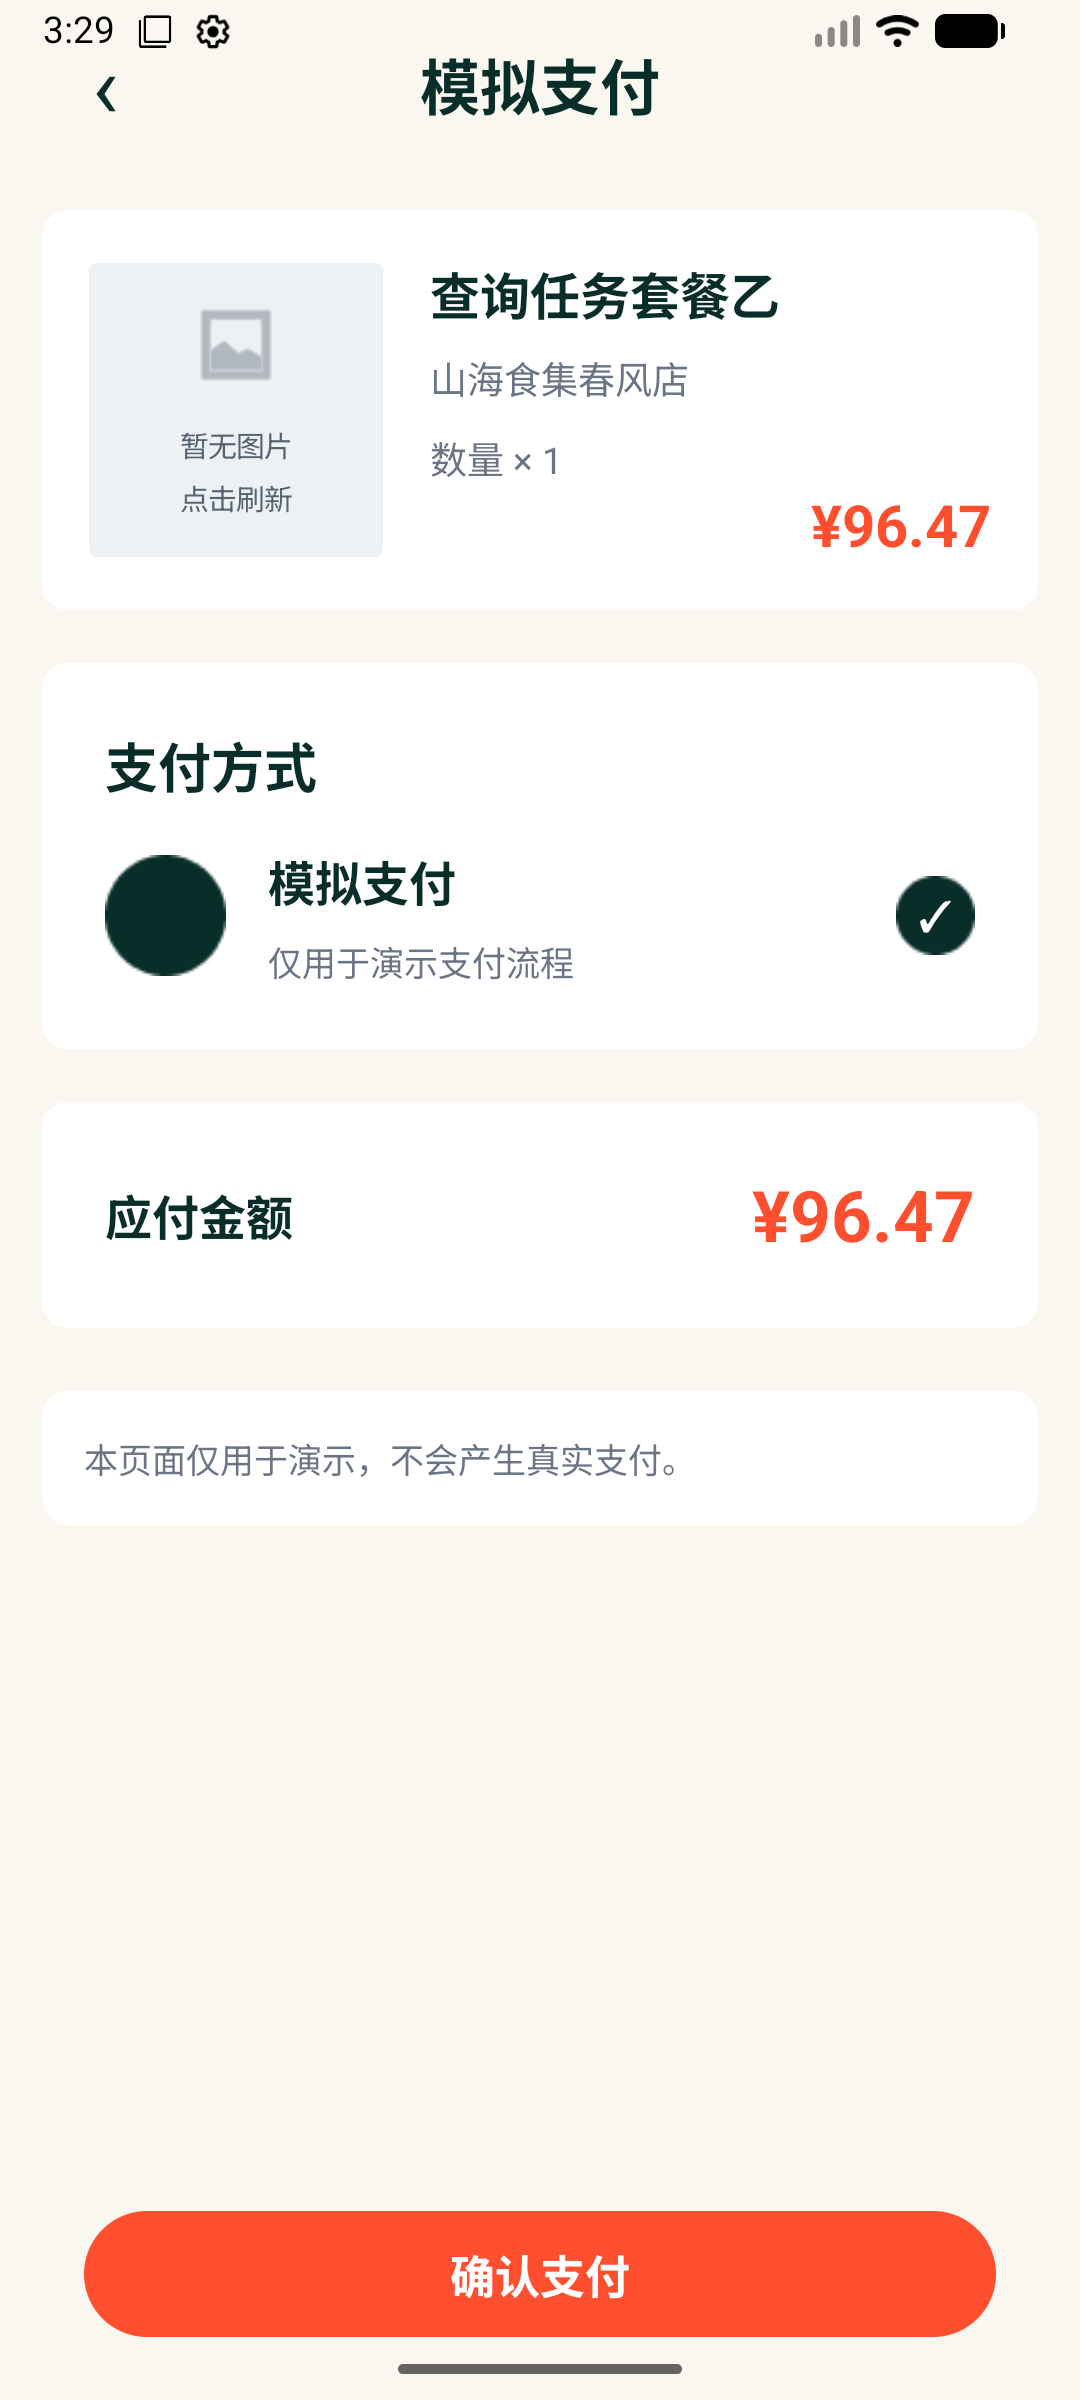 3:29
‹
模拟支付
暂无图片
点击刷新
查询任务套餐乙
山海食集春风店
数量 × 1
¥96.47
支付方式
模拟支付
仅用于演示支付流程
✓
应付金额
¥96.47
本页面仅用于演示，不会产生真实支付。
确认支付